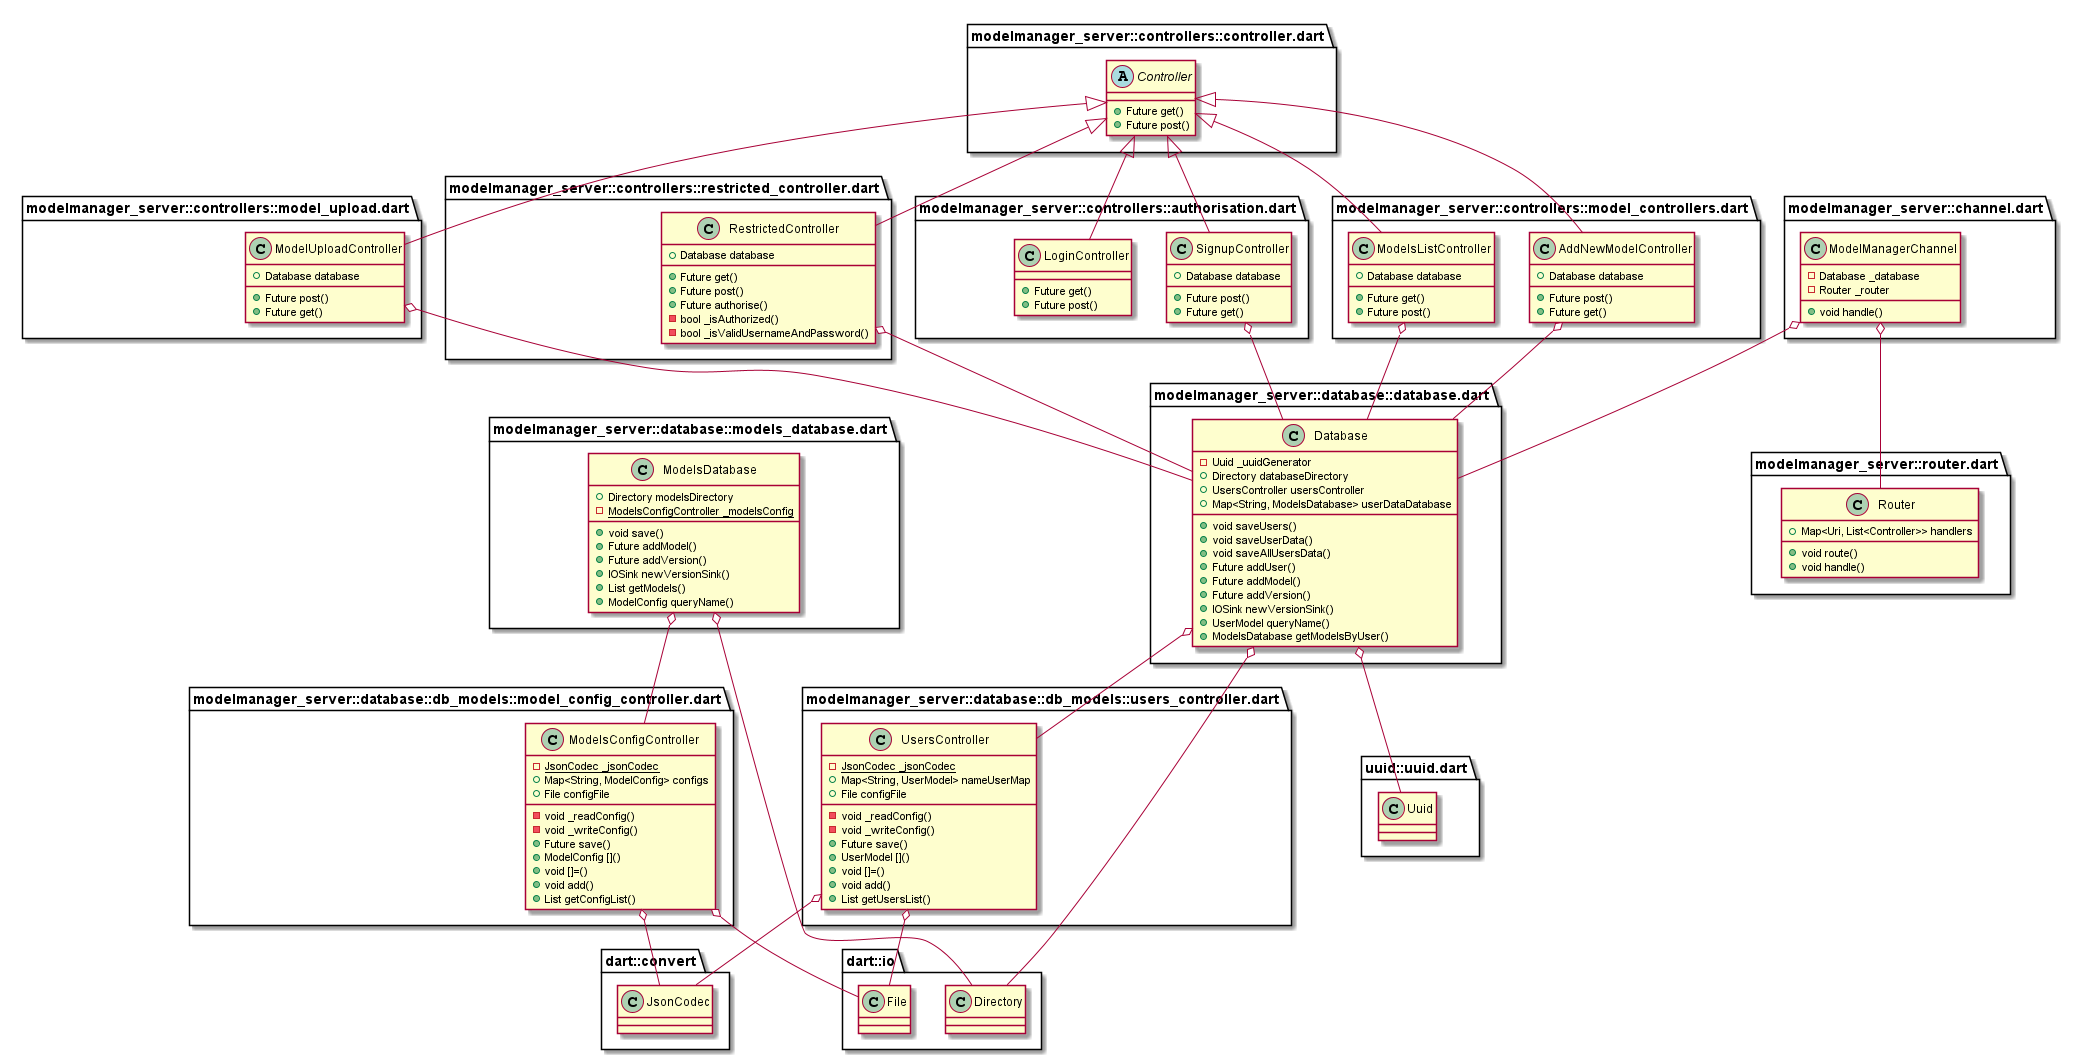 modelmanager_server::controllers::controller.dart
A Controller
Future get()
Future post()
modelmanager_server::controllers::model_upload.dart
C ModelUploadController
Database database
Future post()
Future get()
modelmanager_server::controllers::restricted_controller.dart
C RestrictedController
Database database
Future get()
Future post()
Future authorise()
bool _isAuthorized()
bool _isValidUsernameAndPassword()
modelmanager_server::controllers::authorisation.dart
C LoginController
Future get()
Future post()
C SignupController
Database database
Future post()
Future get()
modelmanager_server::controllers::model_controllers.dart
C ModelsListController
Database database
Future get()
Future post()
C AddNewModelController
Database database
Future post()
Future get()
modelmanager_server::channel.dart
C ModelManagerChannel
Database _database
Router _router
void handle()
modelmanager_server::database::models_database.dart
C ModelsDatabase
Directory modelsDirectory
ModelsConfigController _modelsConfig
void save()
Future addModel()
Future addVersion()
IOSink newVersionSink()
List getModels()
ModelConfig queryName()
modelmanager_server::database::database.dart
C Database
Uuid _uuidGenerator
Directory databaseDirectory
UsersController usersController
Map<String, ModelsDatabase> userDataDatabase
void saveUsers()
void saveUserData()
void saveAllUsersData()
Future addUser()
Future addModel()
Future addVersion()
IOSink newVersionSink()
UserModel queryName()
ModelsDatabase getModelsByUser()
modelmanager_server::router.dart
C Router
Map<Uri, List<Controller>> handlers
void route()
void handle()
modelmanager_server::database::db_models::model_config_controller.dart
C ModelsConfigController
JsonCodec _jsonCodec
Map<String, ModelConfig> configs
File configFile
void _readConfig()
void _writeConfig()
Future save()
ModelConfig []()
void []=()
void add()
List getConfigList()
modelmanager_server::database::db_models::users_controller.dart
C UsersController
JsonCodec _jsonCodec
Map<String, UserModel> nameUserMap
File configFile
void _readConfig()
void _writeConfig()
Future save()
UserModel []()
void []=()
void add()
List getUsersList()
uuid::uuid.dart
C Uuid
dart::convert
C JsonCodec
dart::io
C File
C Directory